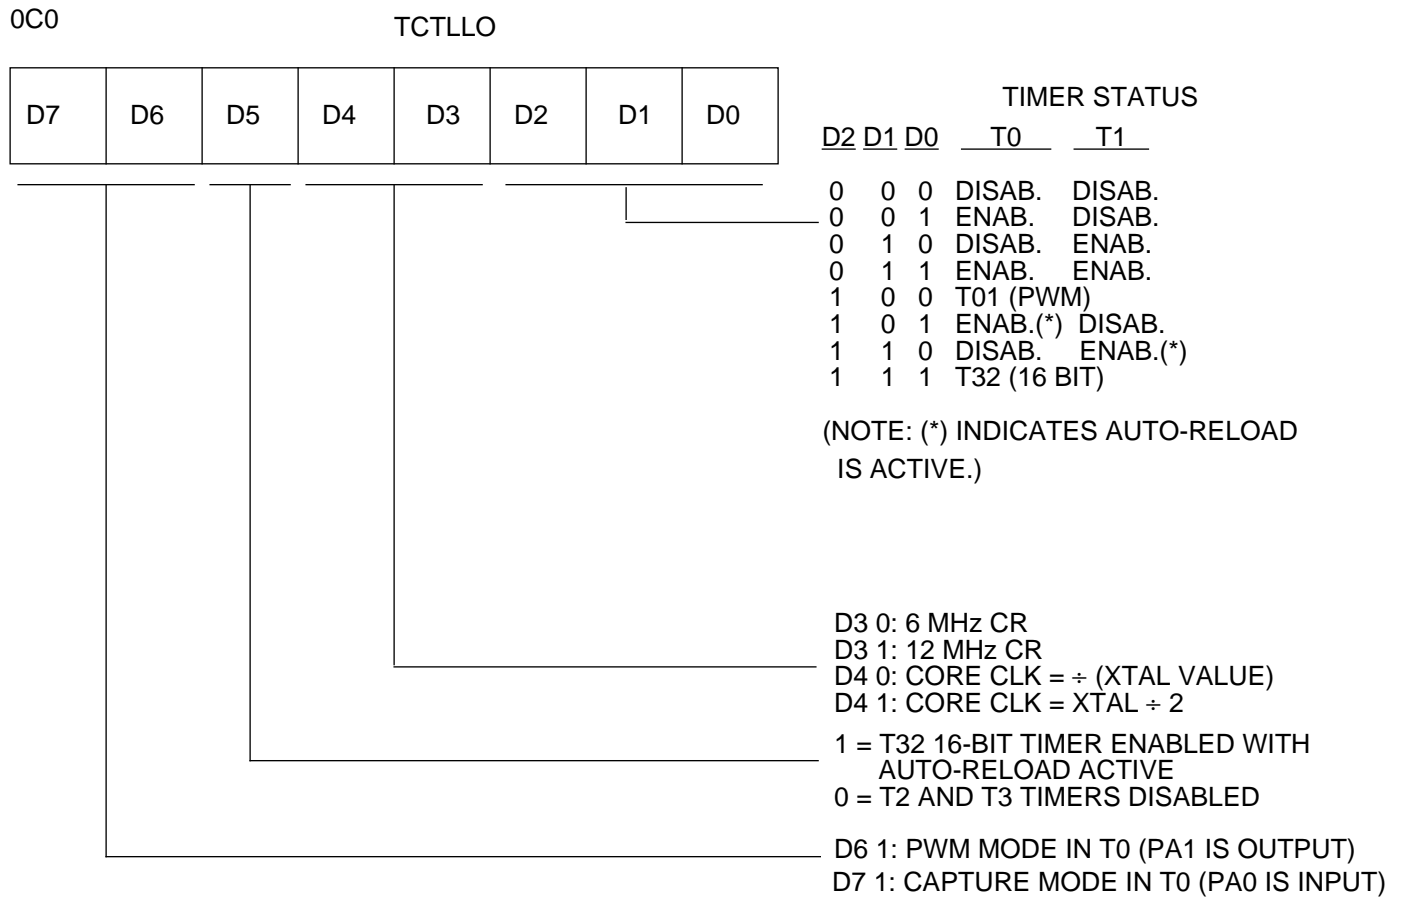 0C0
TCTLLO
D7 D6 D5 D4 D3 D2 D1 D0
TIMER STATUS
D2 D1 D0 T0 T1
0 0 0 DISAB. DISAB.
0 0 1 ENAB. DISAB.
0 1 0 DISAB. ENAB.
0 1 1 ENAB. ENAB.
1 0 0 T01 (PWM)
1 0 1 ENAB.(*) DISAB.
1 1 0 DISAB. ENAB.(*)
1 1 1 T32 (16 BIT)
(NOTE: (*) INDICATES AUTO-RELOAD
IS ACTIVE.)
D3 0: 6 MHz CR
D3 1: 12 MHz CR
D4 0: CORE CLK = ÷ (XTAL VALUE)
D4 1: CORE CLK = XTAL ÷ 2
1 = T32 16-BIT TIMER ENABLED WITH
AUTO-RELOAD ACTIVE
0 = T2 AND T3 TIMERS DISABLED
D6 1: PWM MODE IN T0 (PA1 IS OUTPUT)
D7 1: CAPTURE MODE IN T0 (PA0 IS INPUT)